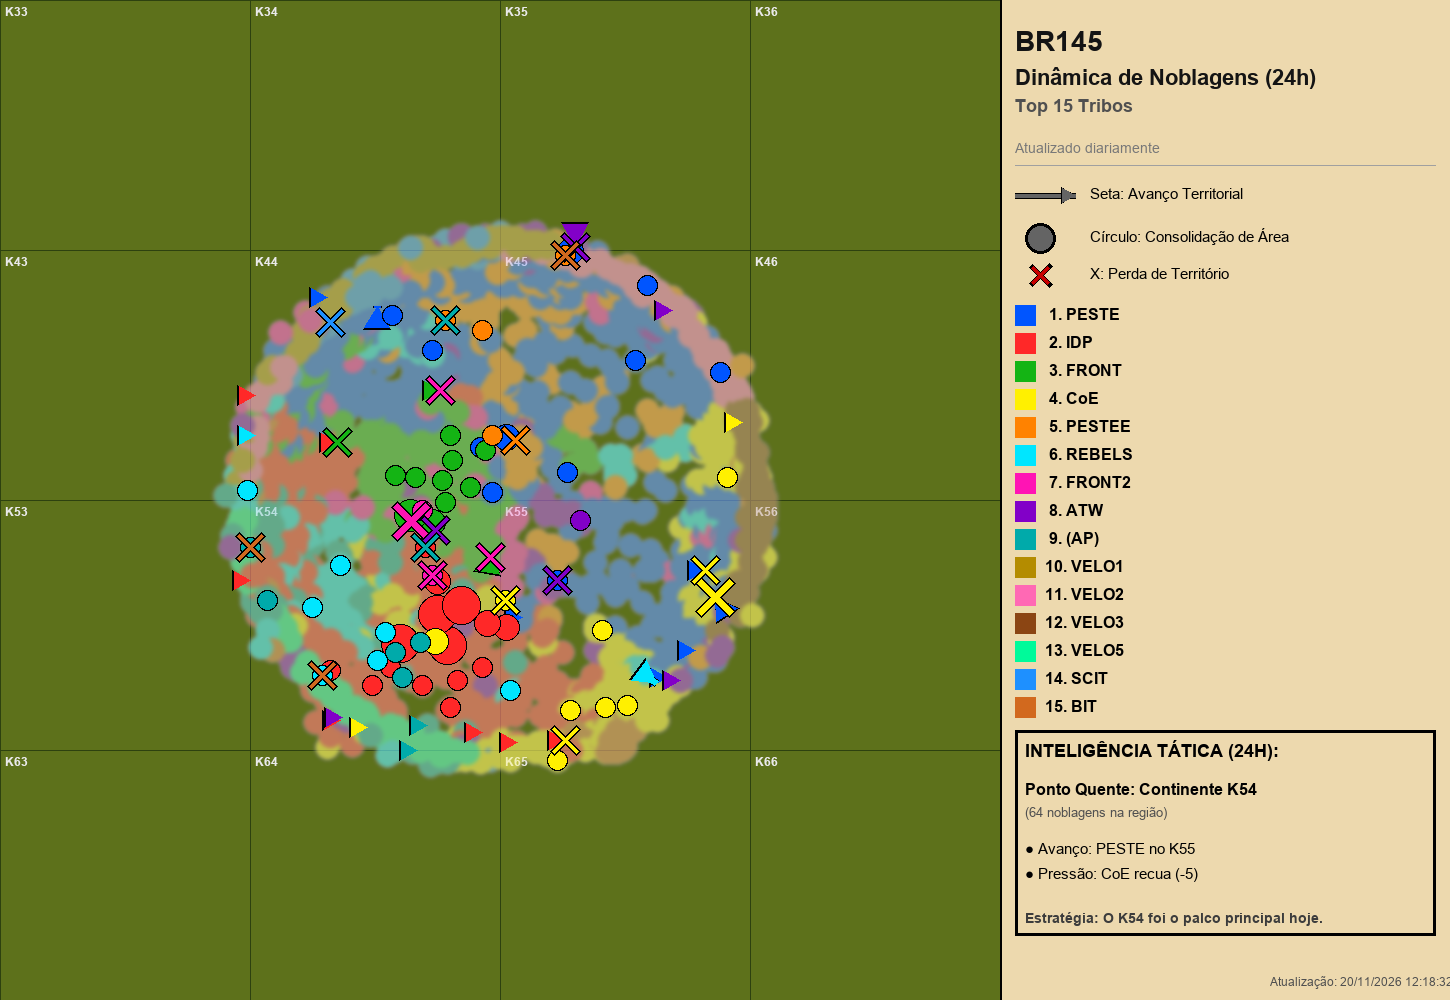 K33
K34
K35
K36
K43
K44
K45
K46
K53
K54
K55
K56
K63
K64
K65
K66
BR145
Dinâmica de Noblagens (24h)
Top 15 Tribos
Atualizado diariamente
Seta: Avanço Territorial
Círculo: Consolidação de Área
X: Perda de Território
1. PESTE
2. IDP
3. FRONT
4. CoE
5. PESTEE
6. REBELS
7. FRONT2
8. ATW
9. (AP)
10. VELO1
11. VELO2
12. VELO3
13. VELO5
14. SCIT
15. BIT
INTELIGÊNCIA TÁTICA (24H):
Ponto Quente: Continente K54
(64 noblagens na região)
● Avanço: PESTE no K55
● Pressão: CoE recua (-5)
Estratégia: O K54 foi o palco principal hoje.
Atualização: 20/11/2026 12:18:32